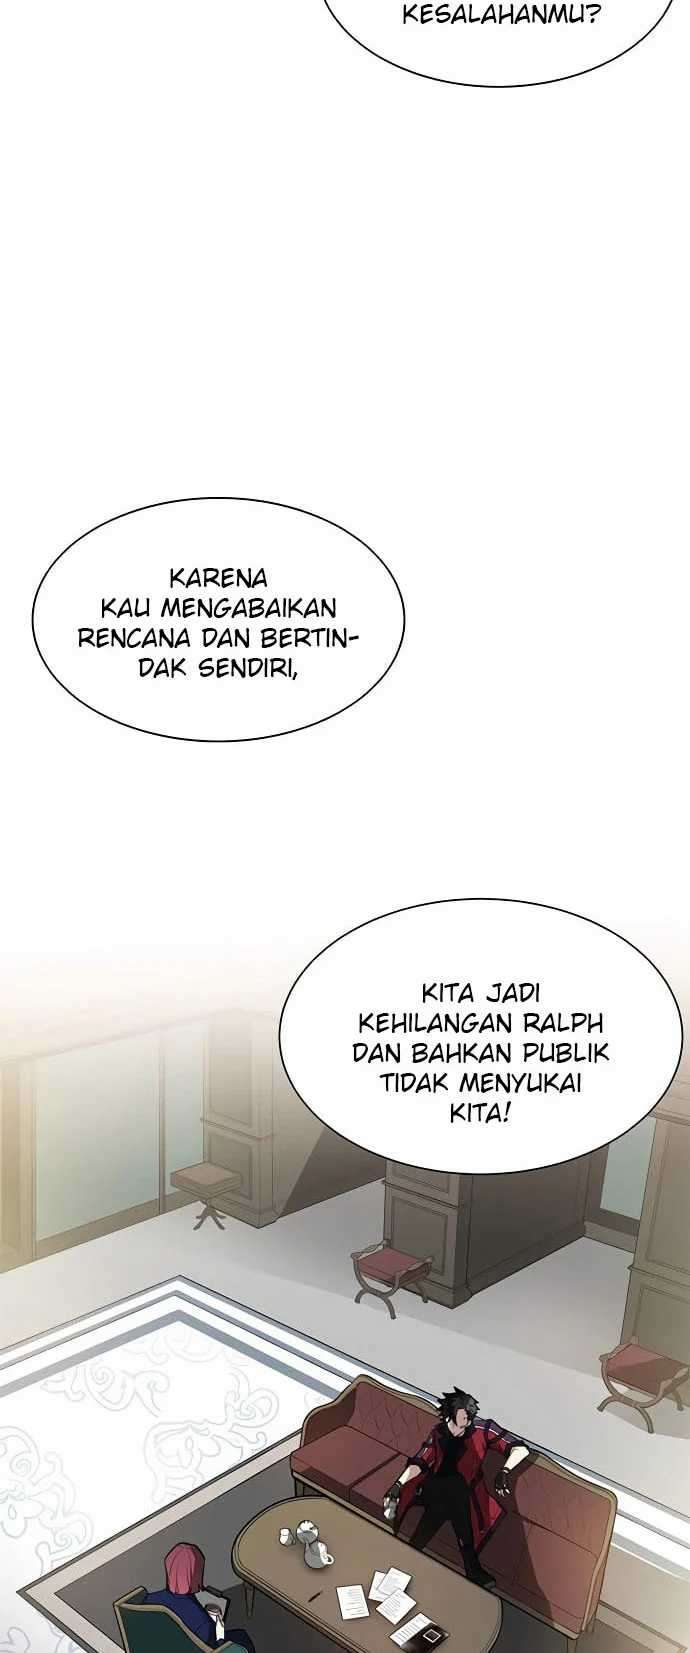 KESALAHANMU?
KARENA
KAU MENGABAIKAN
RENCANA DAN BERTIN-
DAK SENDIRI,
KITA JADI
KEHILANGAN RALPH
DAN BAHKAN PUBLIK
TIDAK MENYUKAI
KITA!